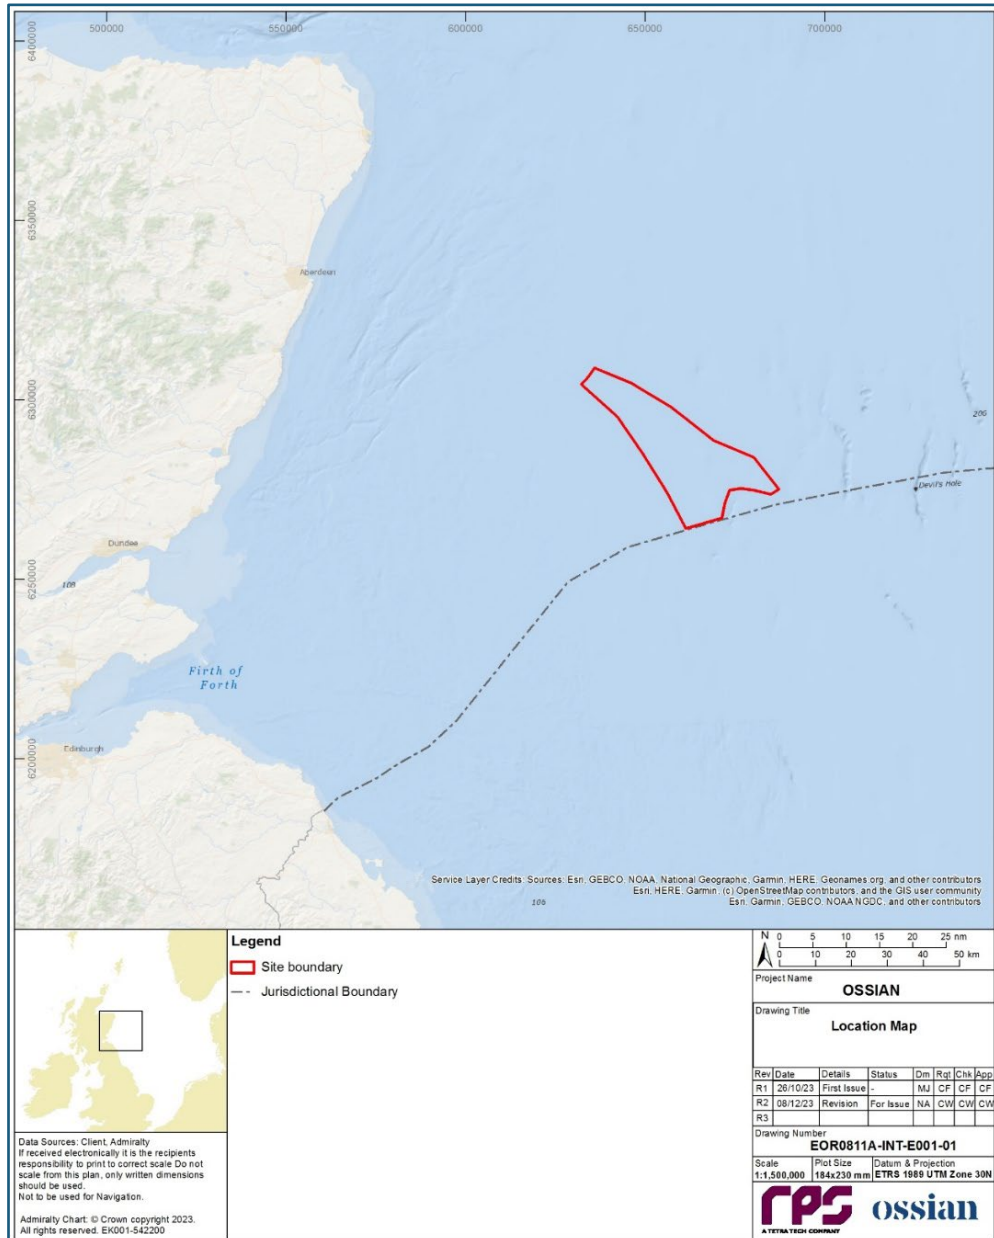 500000
550000
600000
650000
700000
6400000
6350000
6300000
6250000
6200000
Aberdeen
206
Devil's Hole
Dundee
108
Firth of
Forth
Edinburgh
106
Service Layer Credits: Sources: Esri, GEBCO, NOAA, National Geographic, Garmin, HERE, Geonames.org, and other contributors
Esri, HERE, Garmin, (c) OpenStreetMap contributors, and the GIS user community
Esri, Garmin, GEBCO, NOAA NGDC, and other contributors
Legend
Site boundary
Jurisdictional Boundary
Data Sources: Client, Admiralty
If received electronically it is the recipients
responsibility to print to correct scale Do not
scale from this plan, only written dimensions
should be used.
Not to be used for Navigation.
Admiralty Chart: © Crown copyright 2023.
All rights reserved. EK001-542200
N
0 5 10 15 20 25 nm
0 10 20 30 40 50 km
Project Name
OSSIAN
Drawing Title
Location Map
Rev Date Details Status Dm Rqt Chk App
R1 26/10/23 First Issue - MJ CF CF CF
R2 08/12/23 Revision For Issue NA CW CW CW
R3
Drawing Number
EOR0811A-INT-E001-01
Scale Plot Size Datum & Projection
1:1,500,000 184x230 mm ETRS 1989 UTM Zone 30N
rps
A TETRA TECH COMPANY
ossian